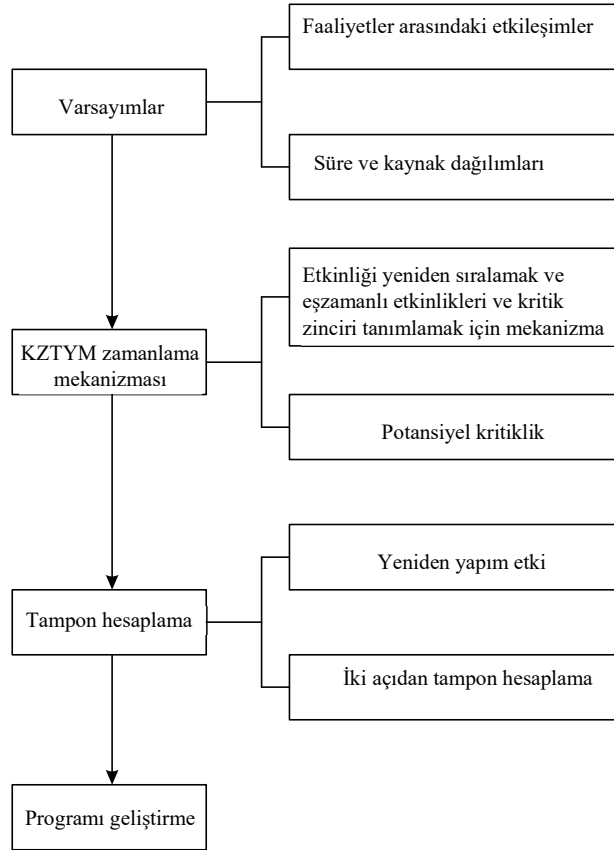 Faaliyetler arasındaki etkileşimler
Varsayımlar
Süre ve kaynak dağılımları
Etkinliği yeniden sıralamak ve
eşzamanlı etkinlikleri ve kritik
zinciri tanımlamak için mekanizma
KZTYM zamanlama
mekanizması
Potansiyel kritiklik
Yeniden yapım etki
Tampon hesaplama
İki açıdan tampon hesaplama
Programı geliştirme